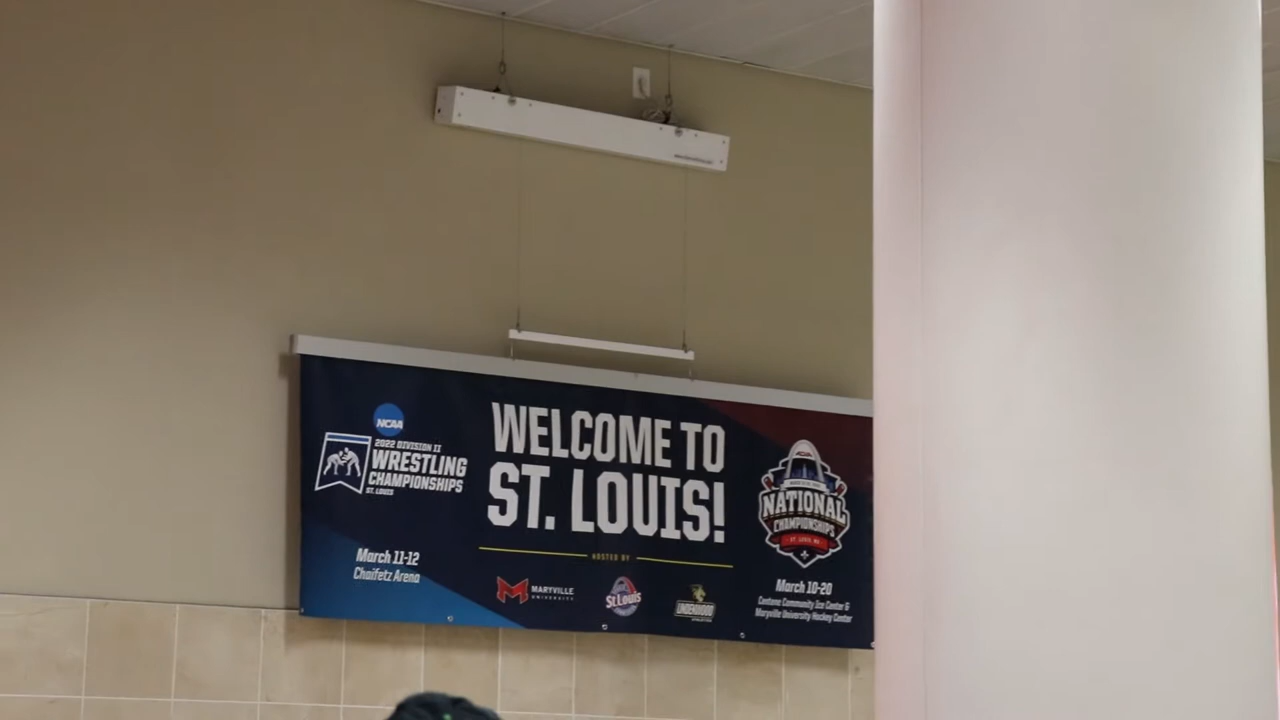 NCAA
2022 DIVISION II
WRESTLING
CHAMPIONSHIPS
ST. LOUIS
March 11-12
Chaifetz Arena
WELCOME TO
ST. LOUIS!
HOSTED BY
MARYVILLE
UNIVERSITY
St. Louis
LINDENWOOD
NATIONAL
CHAMPIONSHIPS
ST. LOUIS MO
March 10-20
Centene Community Ice Center &
Maryville University Hockey Center